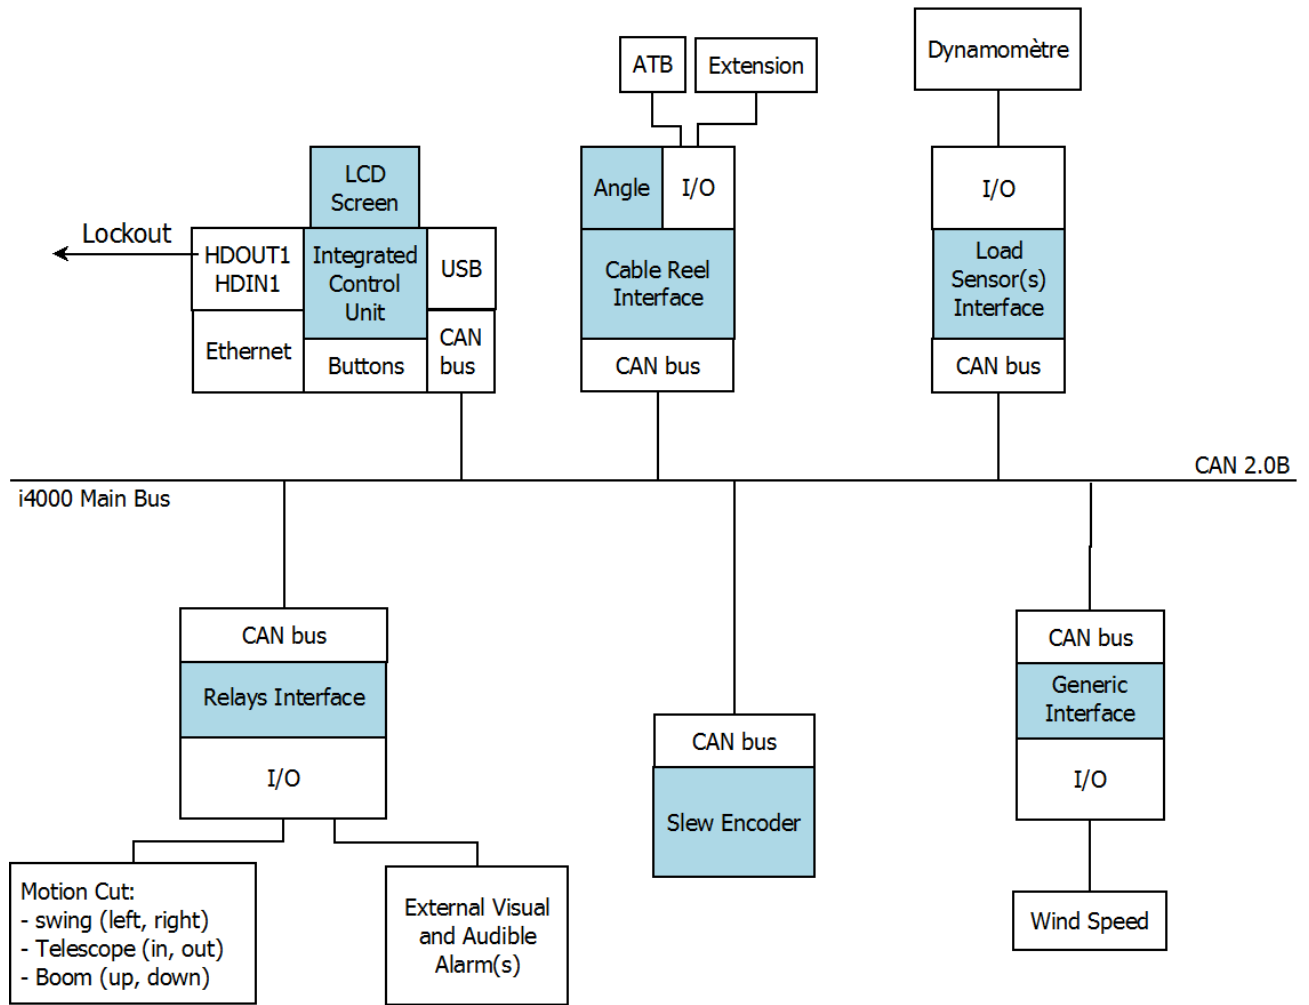 Dynamomètre
ATB
Extension
LCD
Screen
Angle
I/O
I/O
Lockout
HDOUT1
HDIN1
Integrated
Control
Unit
USB
Cable Reel
Interface
Load
Sensor(s)
Interface
Ethernet
Buttons
CAN
bus
CAN bus
CAN bus
CAN 2.0B
i4000 Main Bus
CAN bus
CAN bus
Relays Interface
Generic
Interface
CAN bus
I/O
I/O
Slew Encoder
Motion Cut:
- swing (left, right)
- Telescope (in, out)
- Boom (up, down)
External Visual
and Audible
Alarm(s)
Wind Speed